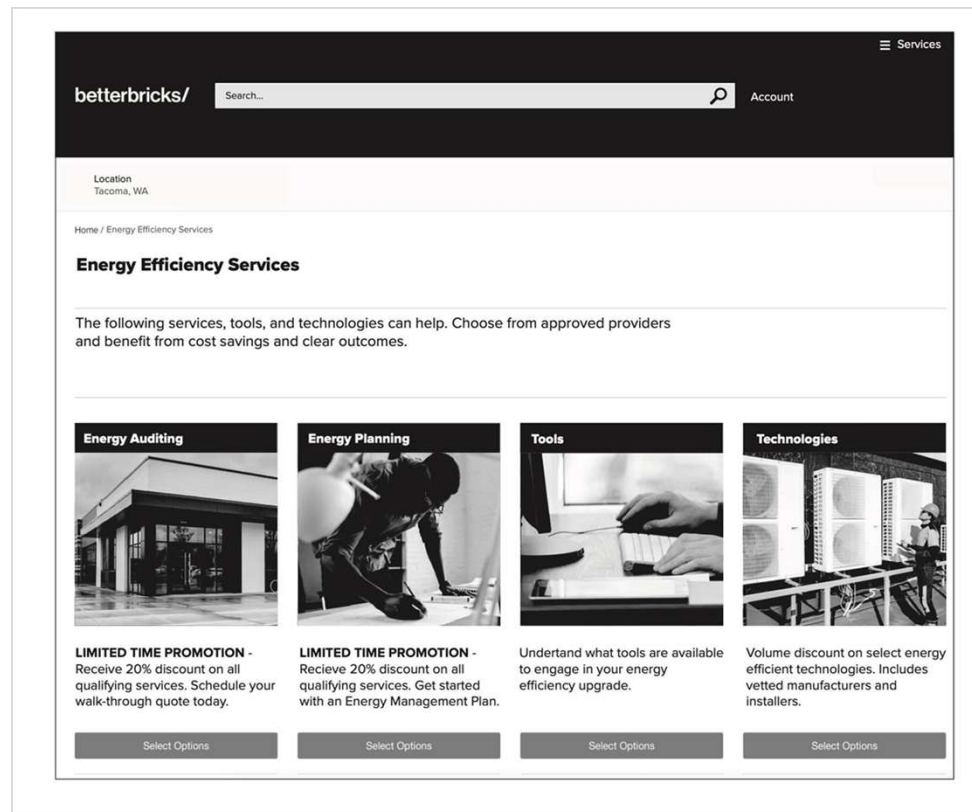 Services
betterbricks/
Search...
Account
Location
Tacoma, WA
Home / Energy Efficiency Services
Energy Efficiency Services
The following services, tools, and technologies can help. Choose from approved providers
and benefit from cost savings and clear outcomes.
Energy Auditing
LIMITED TIME PROMOTION -
Receive 20% discount on all
qualifying services. Schedule your
walk-through quote today.
Select Options
Energy Planning
LIMITED TIME PROMOTION -
Recieve 20% discount on all
qualifying services. Get started
with an Energy Management Plan.
Select Options
Tools
Undertand what tools are available
to engage in your energy
efficiency upgrade.
Select Options
Technologies
Volume discount on select energy
efficient technologies. Includes
vetted manufacturers and
installers.
Select Options